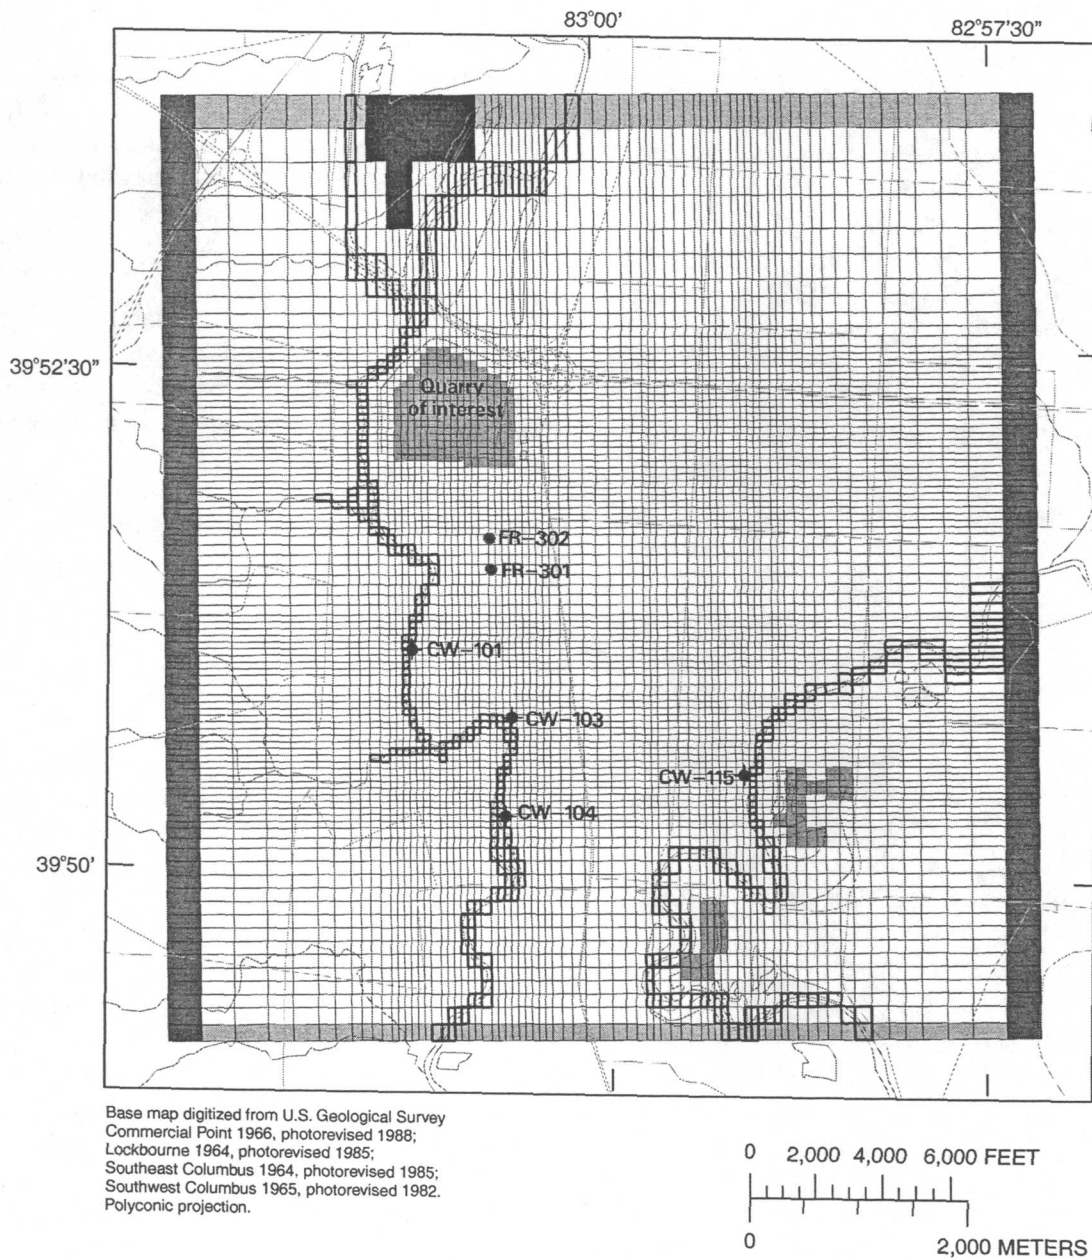 83°00'
82°57'30"
39°52'30"
Quarry
of interest
FR-302
FR-301
CW-101
CW-103
CW-115
CW-104
39°50'
Base map digitized from U.S. Geological Survey
Commercial Point 1966, photorevised 1988;
Lockbourne 1964, photorevised 1985;
Southeast Columbus 1964, photorevised 1985;
Southwest Columbus 1965, photorevised 1982.
Polyconic projection.
0 2,000 4,000 6,000 FEET
0 2,000 METERS